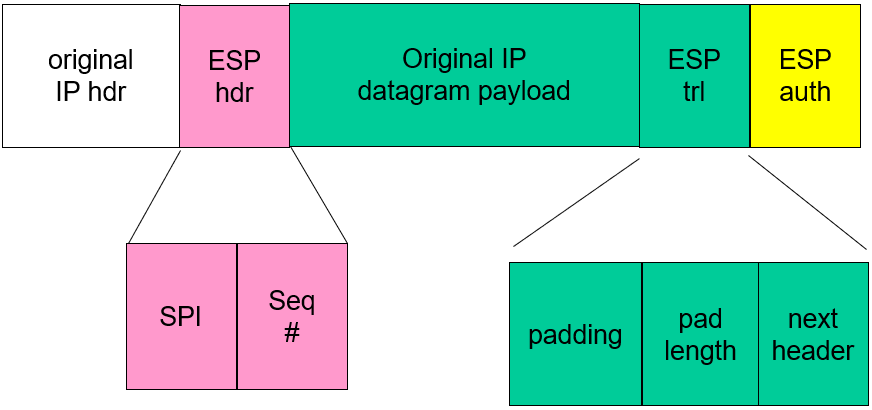 original
IP hdr
ESP
hdr
Original IP
datagram payload
ESP
trl
ESP
auth
SPI
Seq
#
padding
pad
length
next
header